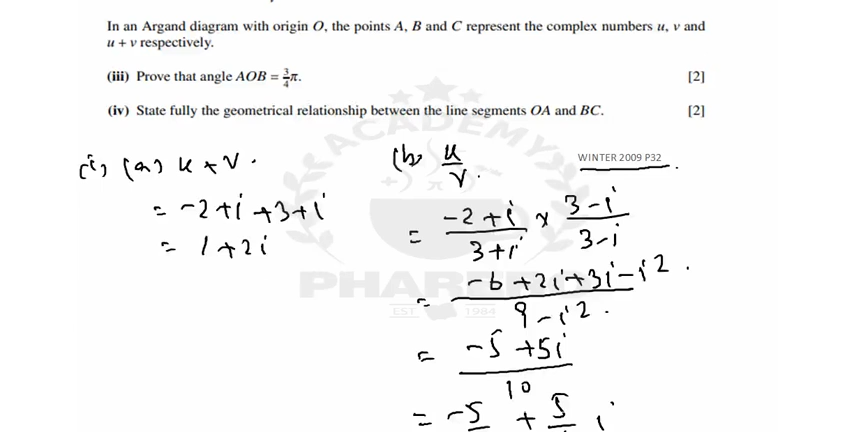 In an Argand diagram with origin O, the points A, B and C represent the complex numbers u, v and
u + v respectively.
(iii) Prove that angle AOB = ¾π. [2]
(iv) State fully the geometrical relationship between the line segments OA and BC. [2]
ACADEMY
PHAR
EST 1984
WINTER 2009 P32
(i) (a) u + v.
= -2+i +3+i
= 1+2i
(b) u/v.
= (-2+i)/(3+i) × (3-i)/(3-i)
= (-6+2i+3i-i²)/(9-i²).
= (-5+5i)/10
= -5 + 5 i